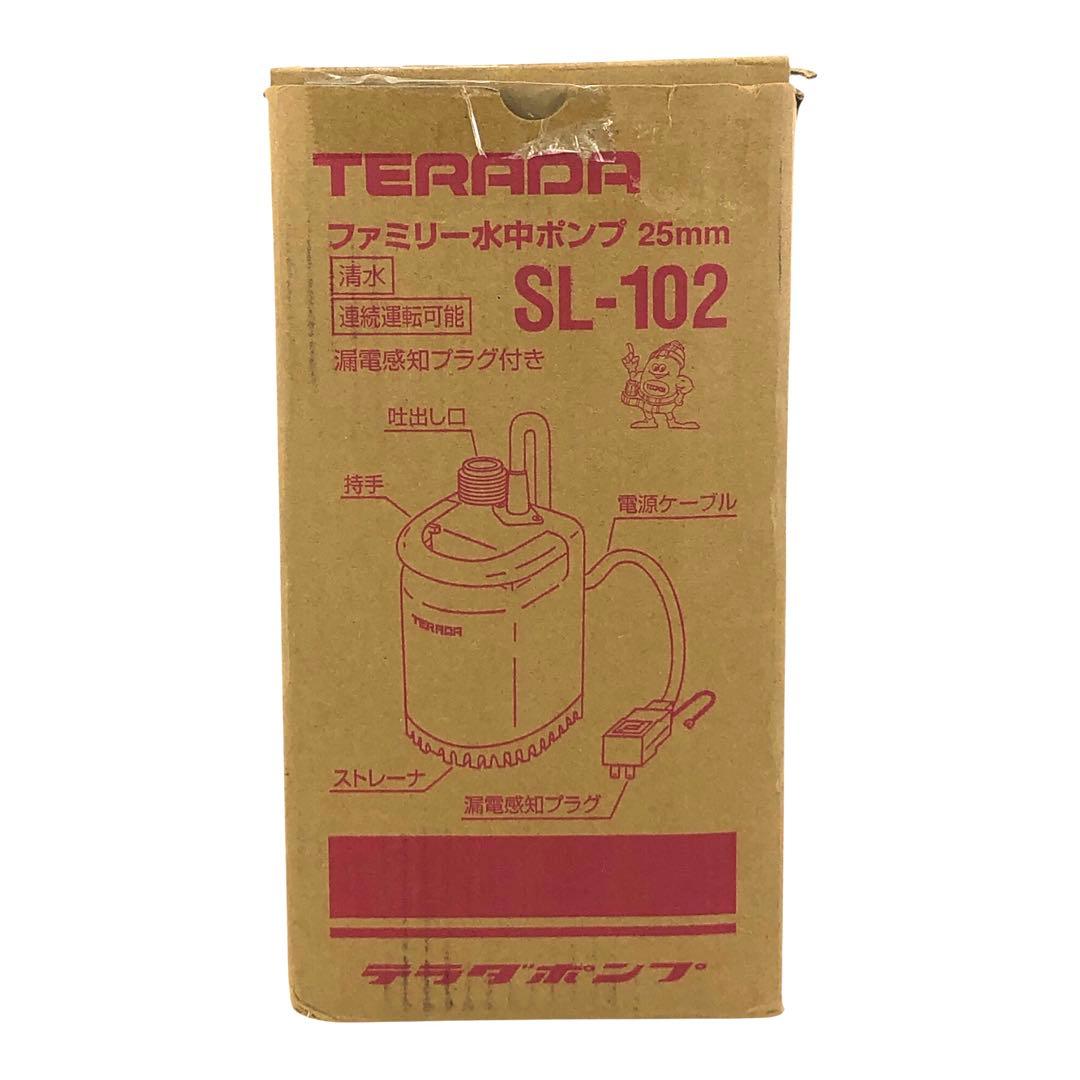 TERADA
ファミリー水中ポンプ 25mm
清水
SL-102
連続運転可能
漏電感知プラグ付き
吐出し口
持手
電源ケーブル
TERADA
ストレーナ
漏電感知プラグ
テラダポンプ